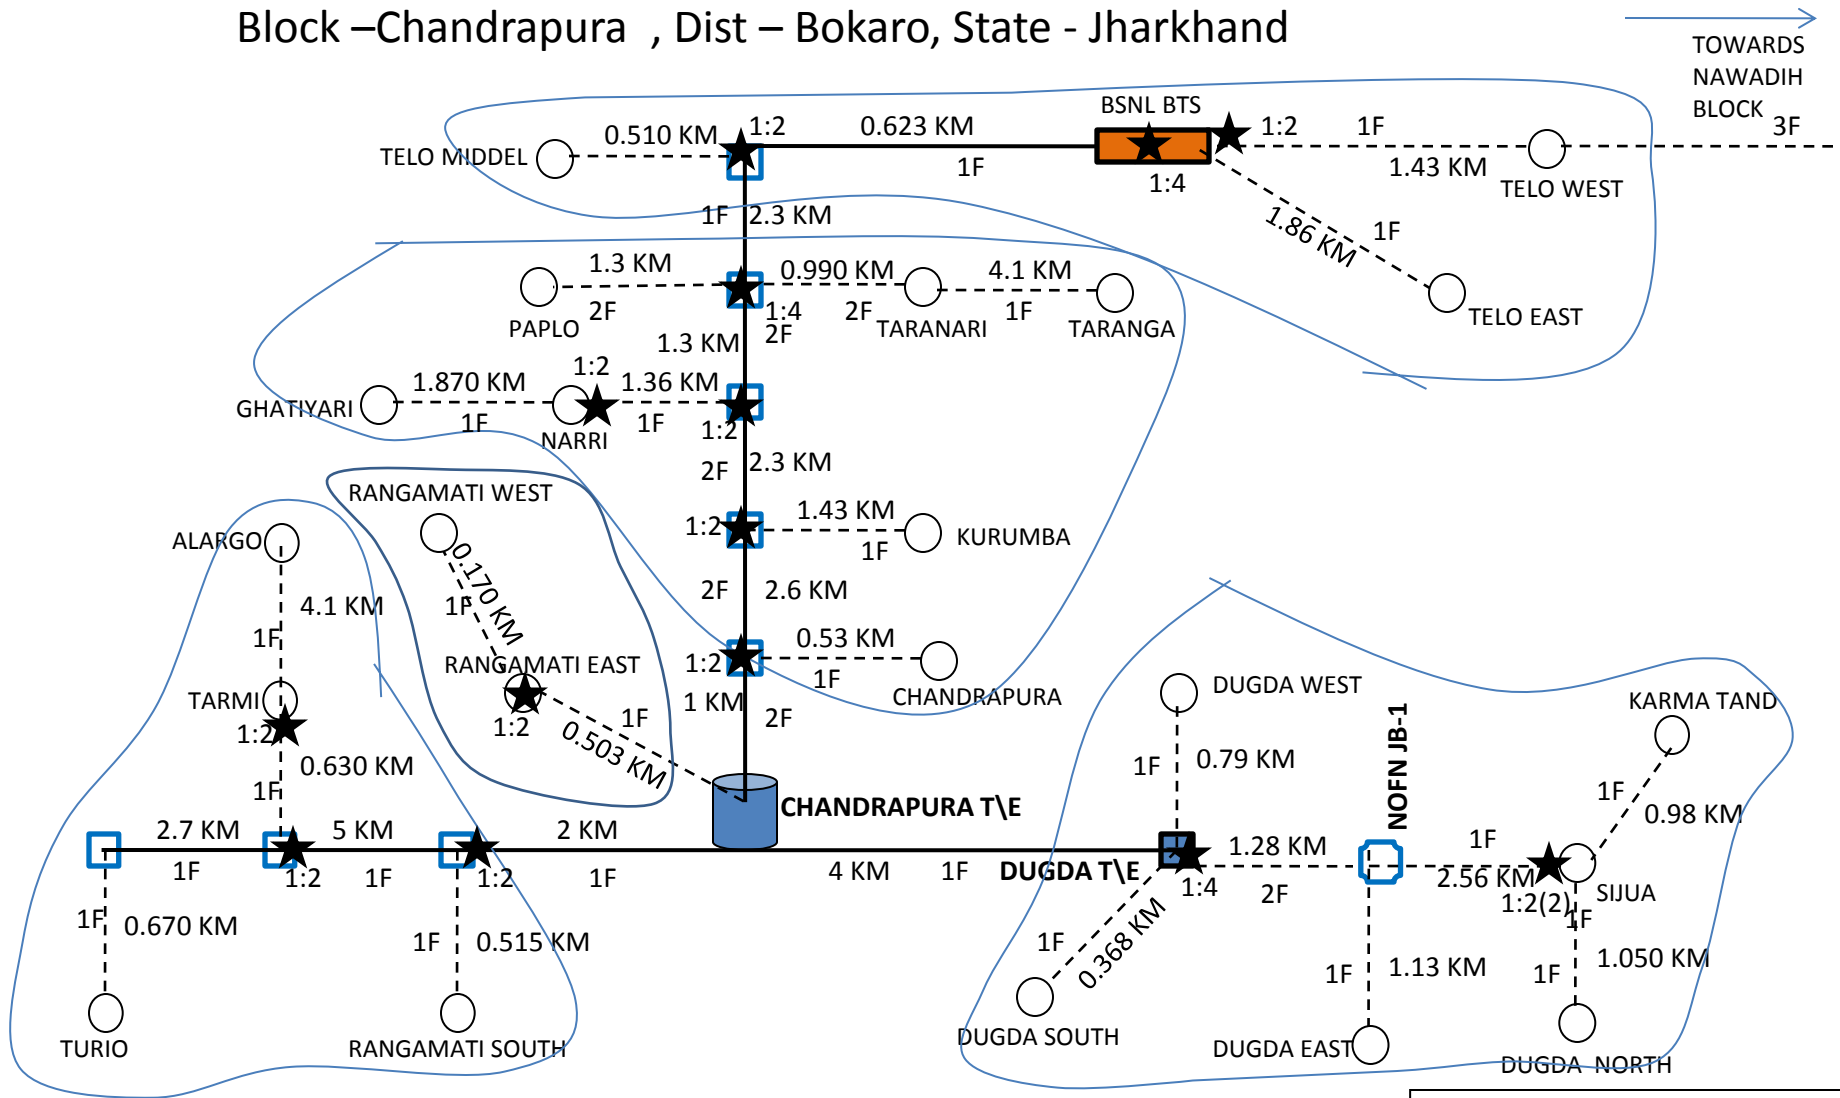 Block –Chandrapura , Dist – Bokaro, State - Jharkhand
TOWARDS
NAWADIH
BLOCK
3F
BSNL BTS
TELO MIDDEL
0.510 KM
1:2
0.623 KM
1F
1:4
1:2
1F
1.43 KM
TELO WEST
1F
2.3 KM
1.86 KM
1F
TELO EAST
1.3 KM
2F
PAPLO
0.990 KM
1:4
2F
2F
TARANARI
4.1 KM
1F
TARANGA
1.3 KM
1:2
GHATIYARI
1.870 KM
1F
NARRI
1.36 KM
1F
1:2
2F
2.3 KM
RANGAMATI WEST
1:2
1.43 KM
1F
KURUMBA
ALARGO
0.170 KM
1F
2F
2.6 KM
4.1 KM
1F
RANGAMATI EAST
1:2
0.53 KM
1F
CHANDRAPURA
1 KM
2F
TARMI
1:2
0.630 KM
1F
1:2
1F
0.503 KM
DUGDA WEST
1F
0.79 KM
NOFN JB-1
KARMA TAND
1F
0.98 KM
CHANDRAPURA T\E
2.7 KM
1F
5 KM
1:2
1F
2 KM
1:2
1F
4 KM
1F
DUGDA T\E
1:4
1.28 KM
2F
1F
2.56 KM
1:2(2)
SIJUA
1F
1F
0.670 KM
1F
0.515 KM
1F
0.368 KM
1F
1.13 KM
1F
1.050 KM
TURIO
RANGAMATI SOUTH
DUGDA SOUTH
DUGDA EAST
DUGDA NORTH